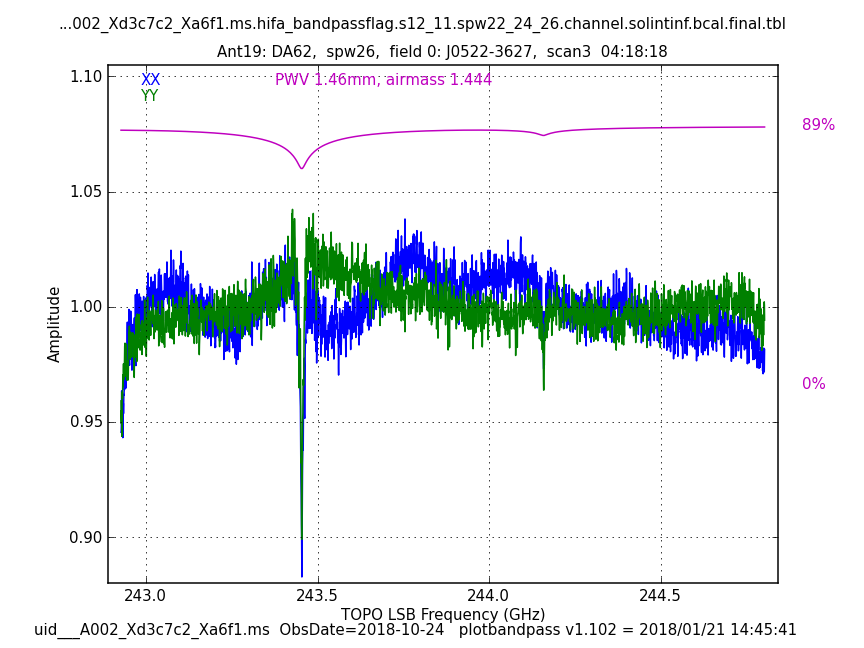 ...002_Xd3c7c2_Xa6f1.ms.hifa_bandpassflag.s12_11.spw22_24_26.channel.solintinf.bcal.final.tbl
Ant19: DA62,  spw26,  field 0: J0522-3627,  scan3  04:18:18
1.10
XX
PWV 1.46mm, airmass 1.444
YY
89%
1.05
1.00
Amplitude
0%
0.95
0.90
243.0 243.5 244.0 244.5
TOPO LSB Frequency (GHz)
uid___A002_Xd3c7c2_Xa6f1.ms  ObsDate=2018-10-24   plotbandpass v1.102 = 2018/01/21 14:45:41